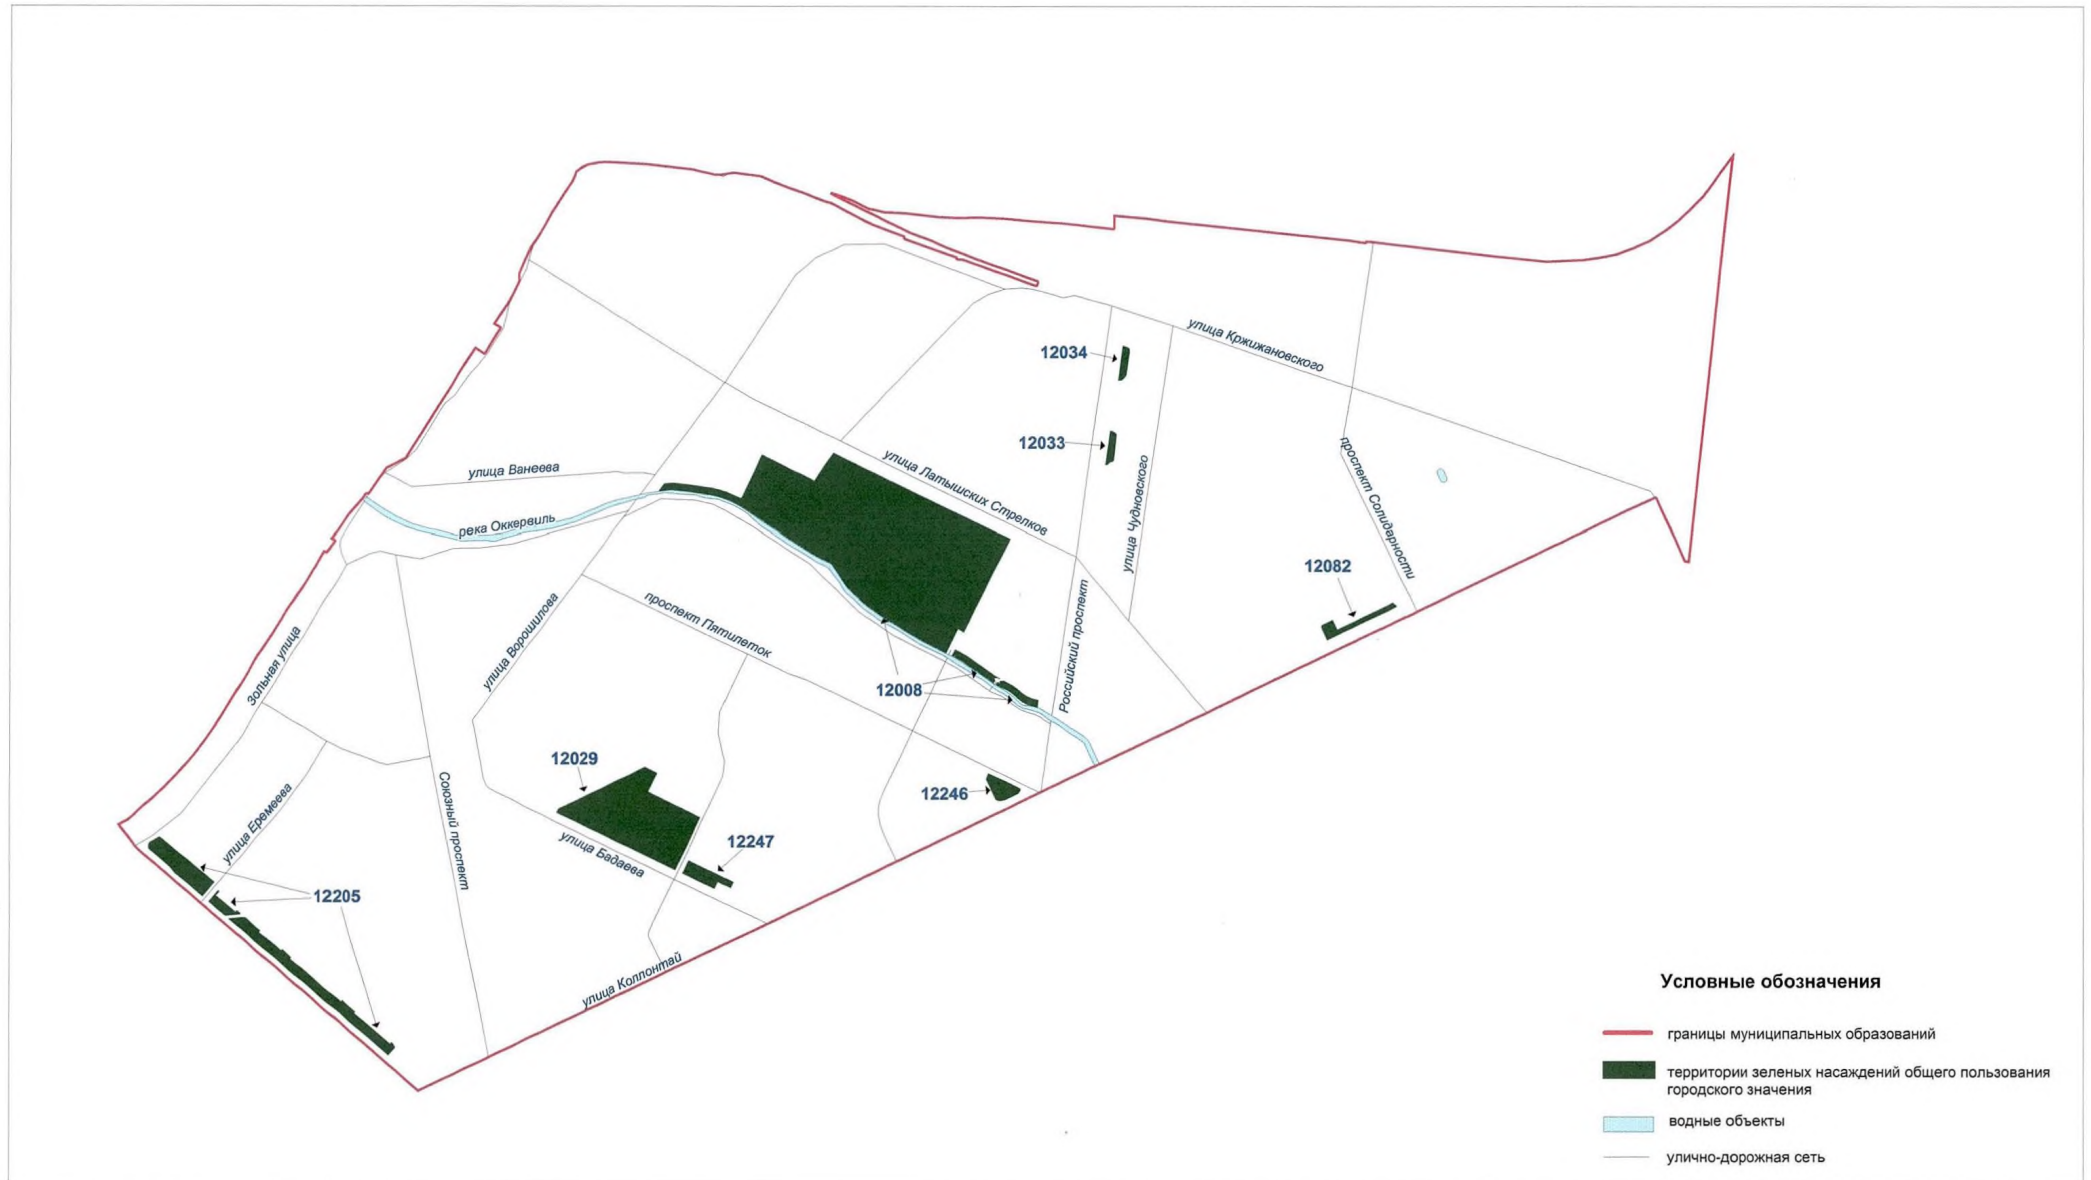 улица Кржижановского
12034
12033
улица Ванеева
улица Латышских Стрелков
улица Чудновского
проспект Солидарности
река Оккервиль
12082
улица Ворошилова
проспект Пятилеток
Российский проспект
Зольная улица
12008
12029
12246
улица Еремеева
Союзный проспект
улица Бадаева
12247
12205
улица Коллонтай
Условные обозначения
границы муниципальных образований
территории зеленых насаждений общего пользования
городского значения
водные объекты
улично-дорожная сеть